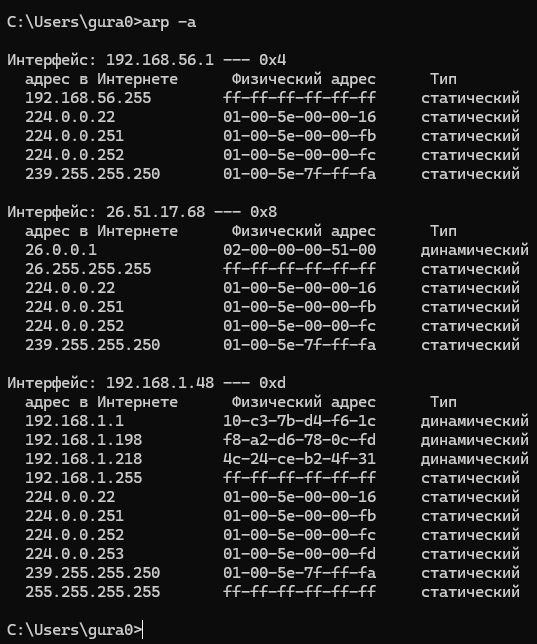 C:\Users\gura0>arp -a
Интерфейс: 192.168.56.1 --- 0x4
адрес в Интернете Физический адрес Тип
192.168.56.255 ff-ff-ff-ff-ff-ff статический
224.0.0.22 01-00-5e-00-00-16 статический
224.0.0.251 01-00-5e-00-00-fb статический
224.0.0.252 01-00-5e-00-00-fc статический
239.255.255.250 01-00-5e-7f-ff-fa статический
Интерфейс: 26.51.17.68 --- 0x8
адрес в Интернете Физический адрес Тип
26.0.0.1 02-00-00-00-51-00 динамический
26.255.255.255 ff-ff-ff-ff-ff-ff статический
224.0.0.22 01-00-5e-00-00-16 статический
224.0.0.251 01-00-5e-00-00-fb статический
224.0.0.252 01-00-5e-00-00-fc статический
239.255.255.250 01-00-5e-7f-ff-fa статический
Интерфейс: 192.168.1.48 --- 0xd
адрес в Интернете Физический адрес Тип
192.168.1.1 10-c3-7b-d4-f6-1c динамический
192.168.1.198 f8-a2-d6-78-0c-fd динамический
192.168.1.218 4c-24-ce-b2-4f-31 динамический
192.168.1.255 ff-ff-ff-ff-ff-ff статический
224.0.0.22 01-00-5e-00-00-16 статический
224.0.0.251 01-00-5e-00-00-fb статический
224.0.0.252 01-00-5e-00-00-fc статический
224.0.0.253 01-00-5e-00-00-fd статический
239.255.255.250 01-00-5e-7f-ff-fa статический
255.255.255.255 ff-ff-ff-ff-ff-ff статический
C:\Users\gura0>